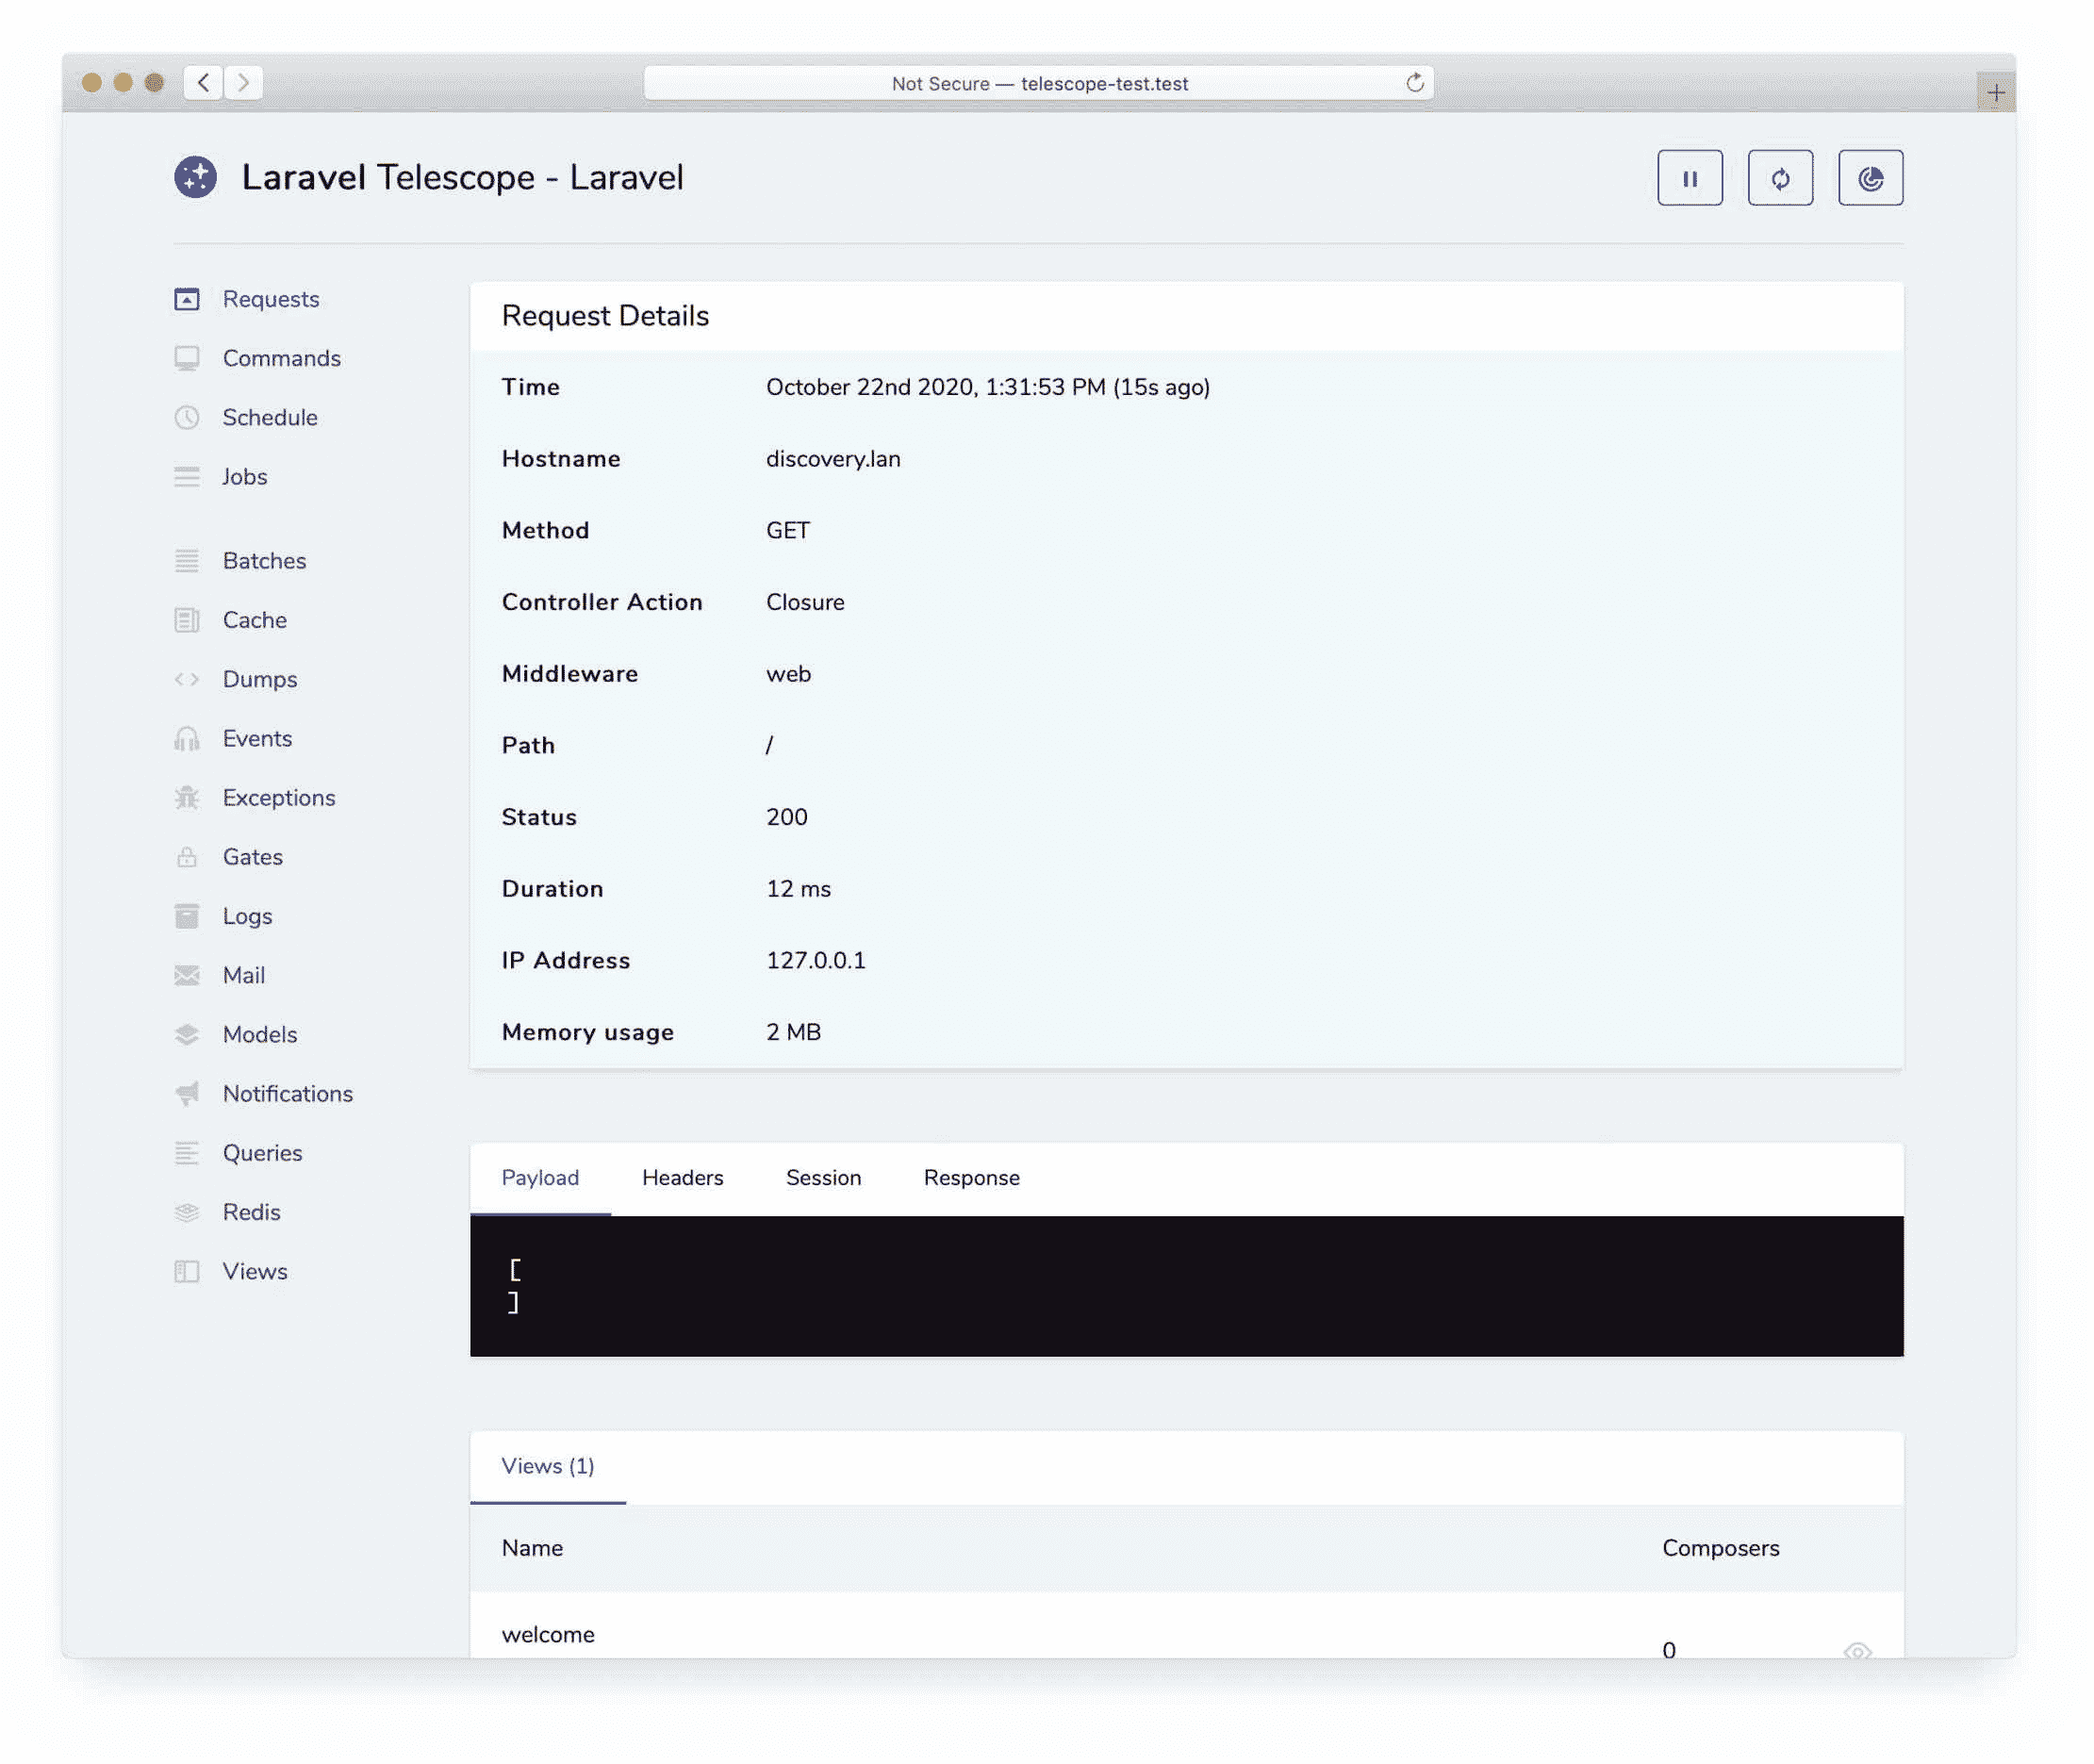 Not Secure — telescope-test.test
Laravel Telescope - Laravel
Requests
Commands
Schedule
Jobs
Batches
Cache
Dumps
Events
Exceptions
Gates
Logs
Mail
Models
Notifications
Queries
Redis
Views
Request Details
Time October 22nd 2020, 1:31:53 PM (15s ago)
Hostname discovery.lan
Method GET
Controller Action Closure
Middleware web
Path /
Status 200
Duration 12 ms
IP Address 127.0.0.1
Memory usage 2 MB
Payload Headers Session Response
[
]
Views (1)
Name Composers
welcome 0